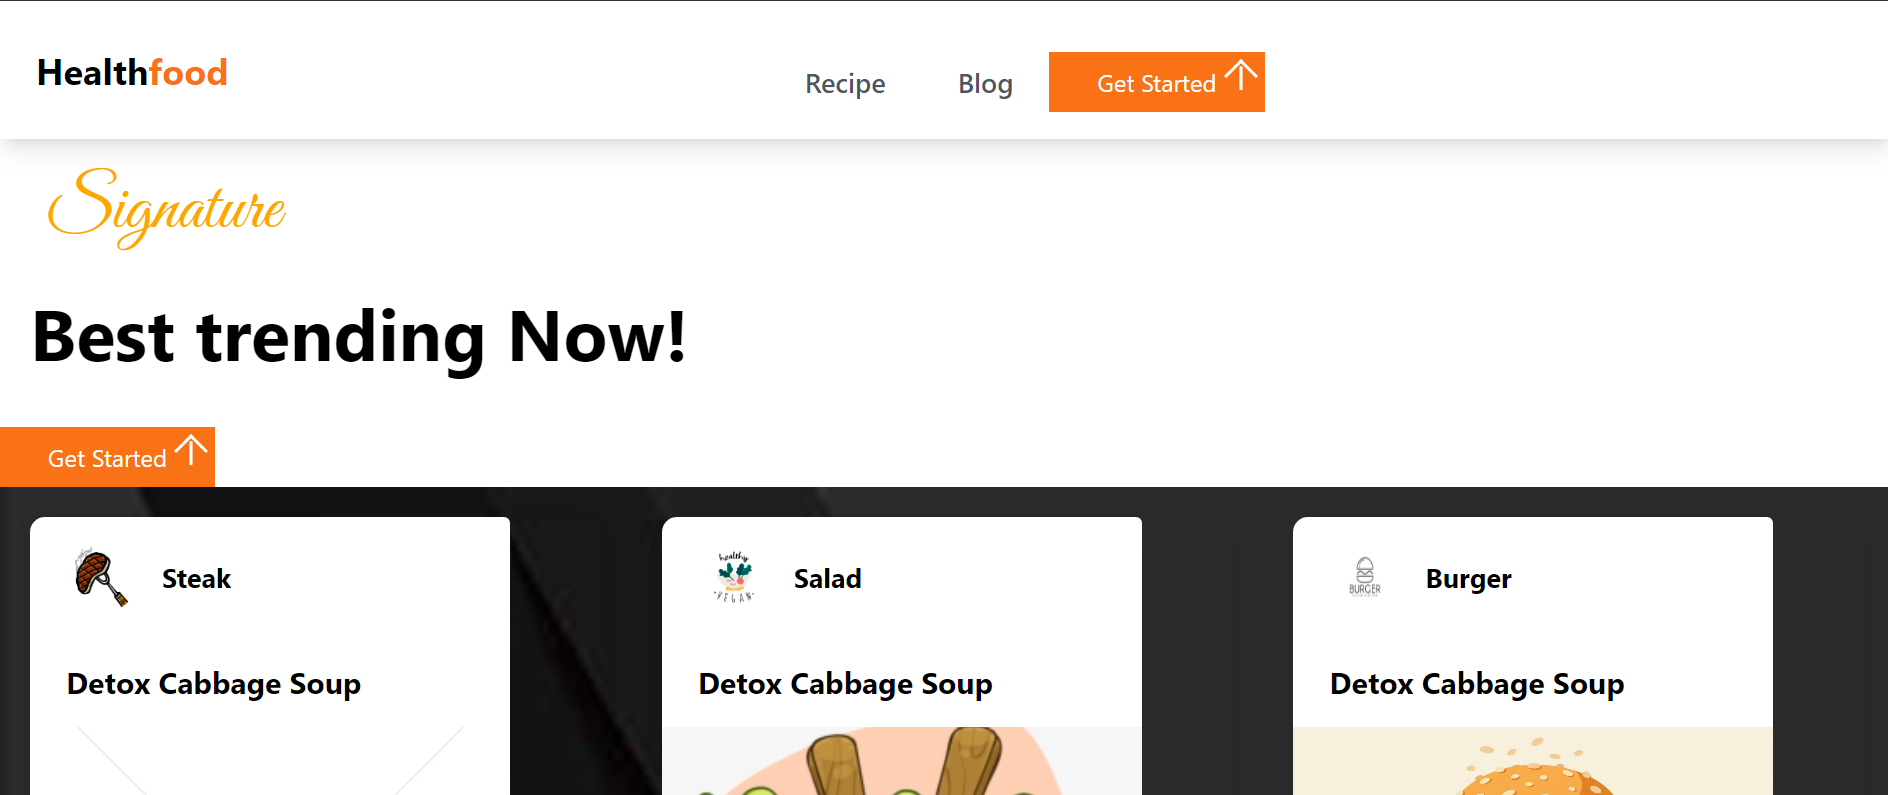 Healthfood
Recipe
Blog
Get Started
Signature
Best trending Now!
Get Started
Steak
healthy
VEGAN
Salad
BURGER
Burger
Detox Cabbage Soup
Detox Cabbage Soup
Detox Cabbage Soup